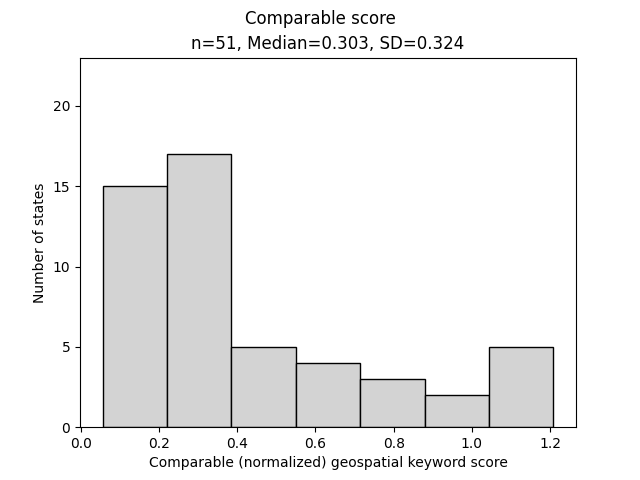 Comparable score
n=51, Median=0.303, SD=0.324
20
15
10
5
0
Number of states
0.0 0.2 0.4 0.6 0.8 1.0 1.2
Comparable (normalized) geospatial keyword score